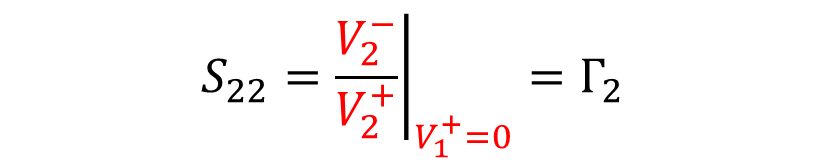 S₂₂ = V₂⁻/V₂⁺ |_{V₁⁺=0} = Γ₂